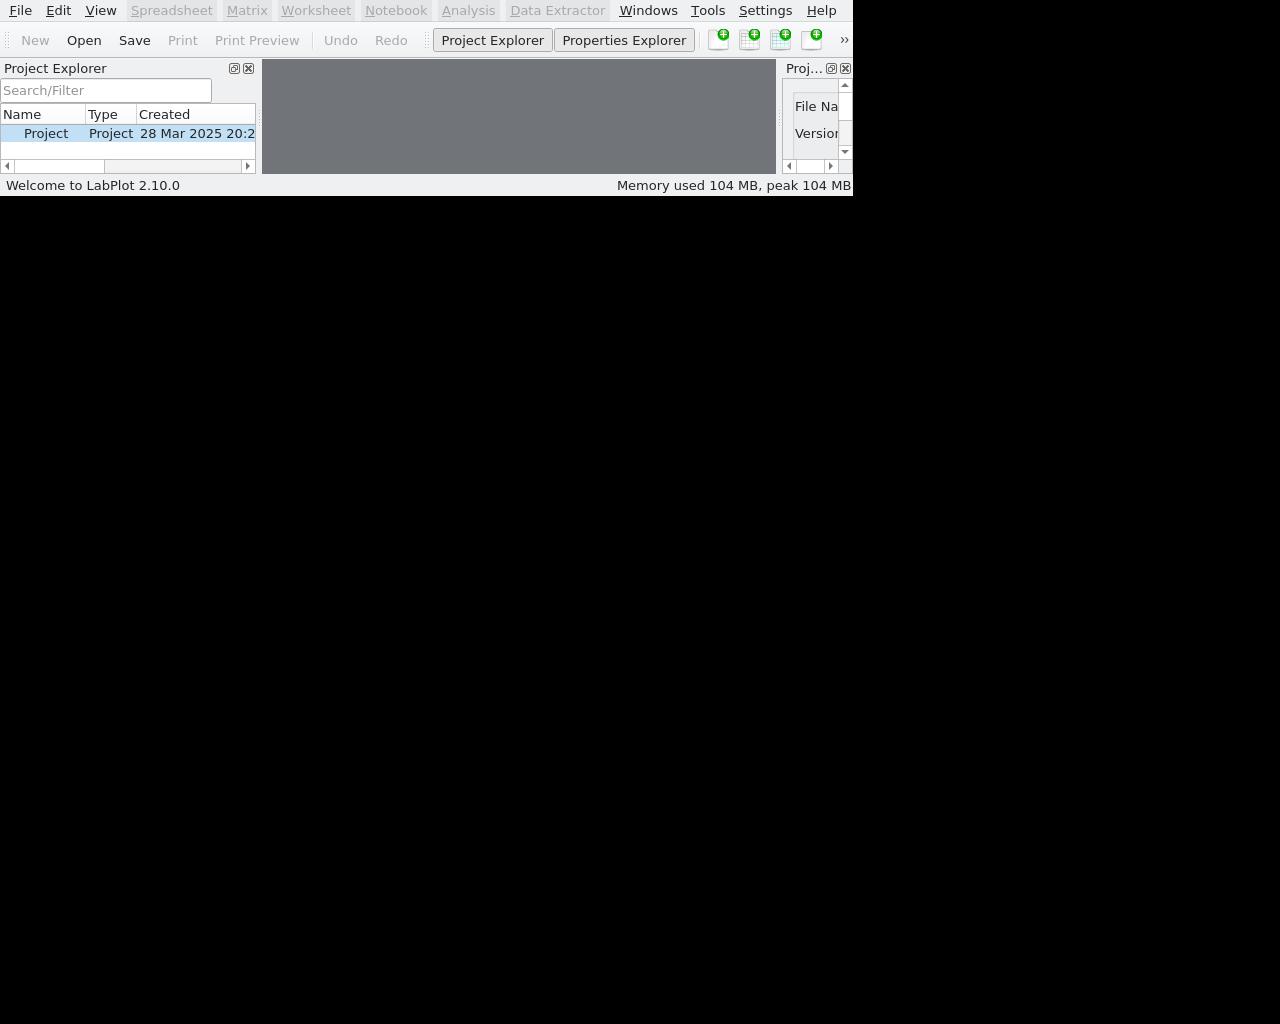 File Edit View Spreadsheet Matrix Worksheet Notebook Analysis Data Extractor Windows Tools Settings Help
New Open Save Print Print Preview Undo Redo Project Explorer Properties Explorer ››
Project Explorer
Search/Filter
Name Type Created
Project Project 28 Mar 2025 20:2
Proj...
File Na
Version
Welcome to LabPlot 2.10.0 Memory used 104 MB, peak 104 MB